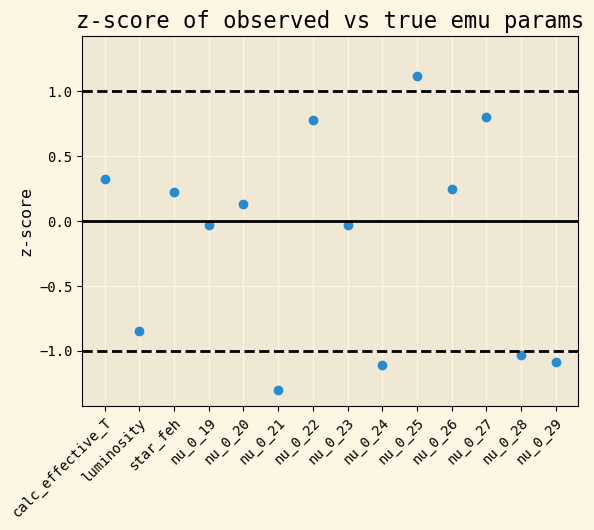 z-score of observed vs true emu params
z-score
1.0
0.5
0.0
−0.5
−1.0
calc_effective_T
luminosity
star_feh
nu_0_19
nu_0_20
nu_0_21
nu_0_22
nu_0_23
nu_0_24
nu_0_25
nu_0_26
nu_0_27
nu_0_28
nu_0_29